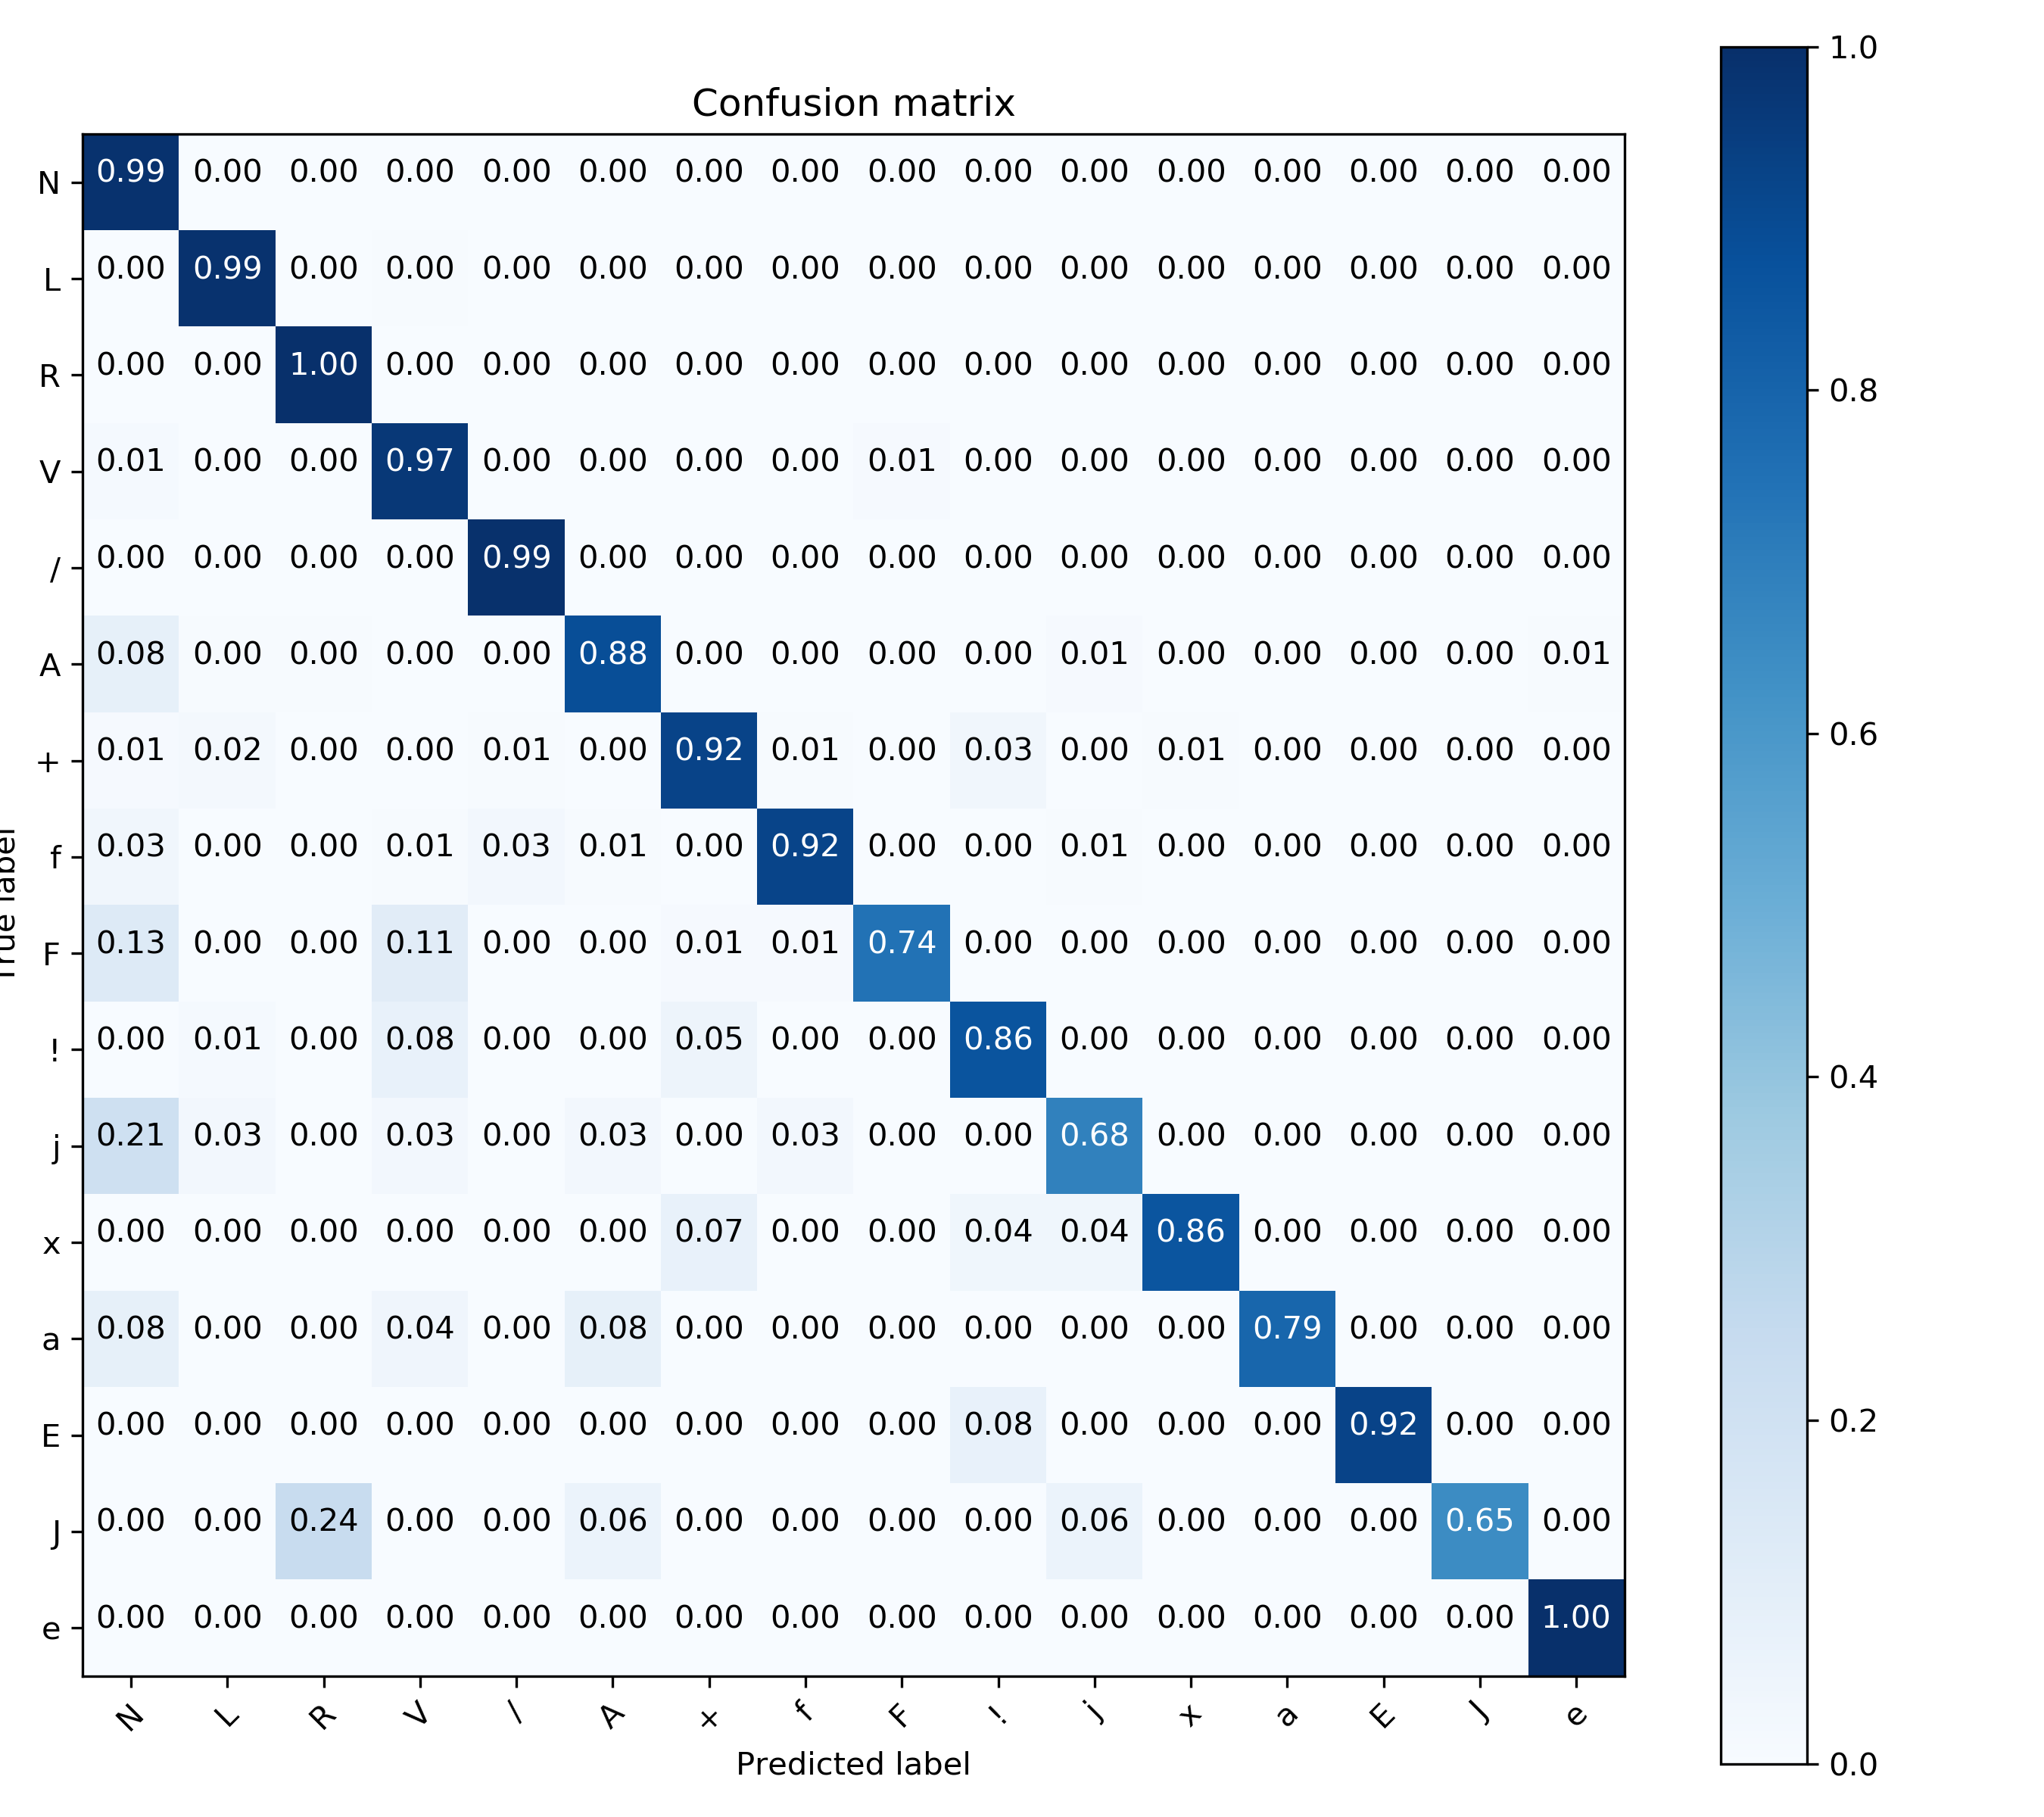 Confusion matrix
N 0.99 0.00 0.00 0.00 0.00 0.00 0.00 0.00 0.00 0.00 0.00 0.00 0.00 0.00 0.00 0.00
L 0.00 0.99 0.00 0.00 0.00 0.00 0.00 0.00 0.00 0.00 0.00 0.00 0.00 0.00 0.00 0.00
R 0.00 0.00 1.00 0.00 0.00 0.00 0.00 0.00 0.00 0.00 0.00 0.00 0.00 0.00 0.00 0.00
V 0.01 0.00 0.00 0.97 0.00 0.00 0.00 0.00 0.01 0.00 0.00 0.00 0.00 0.00 0.00 0.00
/ 0.00 0.00 0.00 0.00 0.99 0.00 0.00 0.00 0.00 0.00 0.00 0.00 0.00 0.00 0.00 0.00
A 0.08 0.00 0.00 0.00 0.00 0.88 0.00 0.00 0.00 0.00 0.01 0.00 0.00 0.00 0.00 0.01
+ 0.01 0.02 0.00 0.00 0.01 0.00 0.92 0.01 0.00 0.03 0.00 0.01 0.00 0.00 0.00 0.00
f 0.03 0.00 0.00 0.01 0.03 0.01 0.00 0.92 0.00 0.00 0.01 0.00 0.00 0.00 0.00 0.00
F 0.13 0.00 0.00 0.11 0.00 0.00 0.01 0.01 0.74 0.00 0.00 0.00 0.00 0.00 0.00 0.00
! 0.00 0.01 0.00 0.08 0.00 0.00 0.05 0.00 0.00 0.86 0.00 0.00 0.00 0.00 0.00 0.00
j 0.21 0.03 0.00 0.03 0.00 0.03 0.00 0.03 0.00 0.00 0.68 0.00 0.00 0.00 0.00 0.00
x 0.00 0.00 0.00 0.00 0.00 0.00 0.07 0.00 0.00 0.04 0.04 0.86 0.00 0.00 0.00 0.00
a 0.08 0.00 0.00 0.04 0.00 0.08 0.00 0.00 0.00 0.00 0.00 0.00 0.79 0.00 0.00 0.00
E 0.00 0.00 0.00 0.00 0.00 0.00 0.00 0.00 0.00 0.08 0.00 0.00 0.00 0.92 0.00 0.00
J 0.00 0.00 0.24 0.00 0.00 0.06 0.00 0.00 0.00 0.00 0.06 0.00 0.00 0.00 0.65 0.00
e 0.00 0.00 0.00 0.00 0.00 0.00 0.00 0.00 0.00 0.00 0.00 0.00 0.00 0.00 0.00 1.00
N L R V / A + f F ! j x a E J e
Predicted label
True label
1.0
0.8
0.6
0.4
0.2
0.0